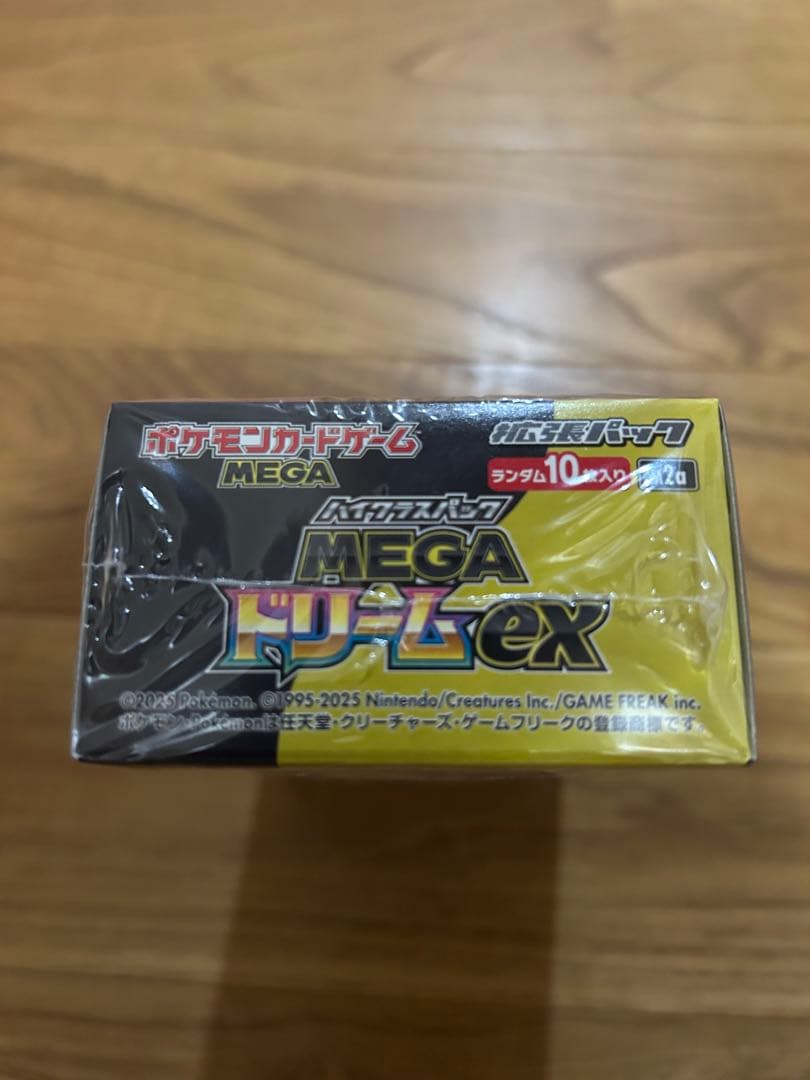 ポケモンカードゲーム
MEGA
拡張パック
ランダム10枚入り
2a
ハイクラスパック
MEGA
ドリームex
©2025 Pokémon. ©1995-2025 Nintendo/Creatures Inc./GAME FREAK inc.
ポケモン・Pokémonは任天堂・クリーチャーズ・ゲームフリークの登録商標です。